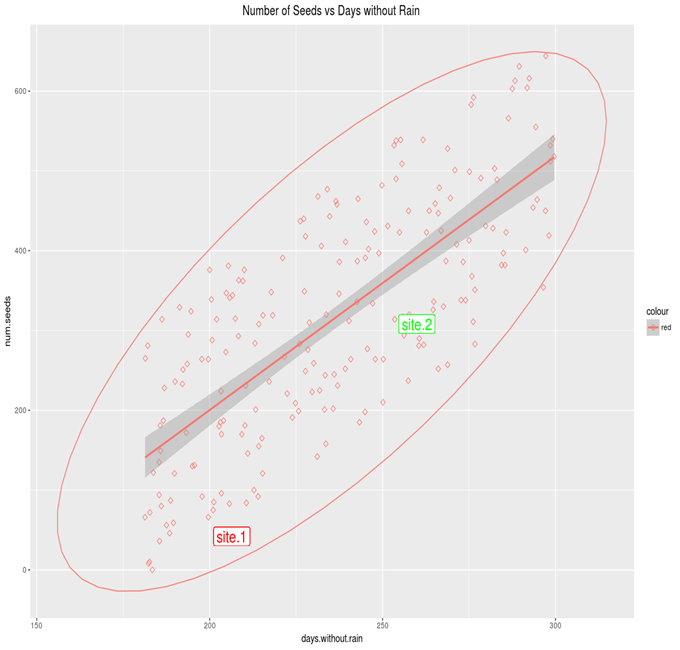 Number of Seeds vs Days without Rain
600
400
200
0
num.seeds
site.2
site.1
colour
red
150
200
250
300
days.without.rain